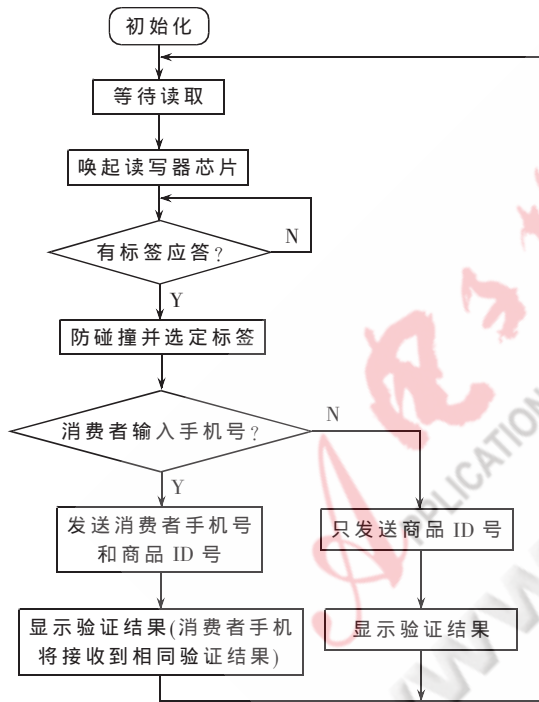 初始化
等待读取
唤起读写器芯片
有标签应答?
N
Y
防碰撞并选定标签
消费者输入手机号?
N
Y
发送消费者手机号
和商品 ID 号
只发送商品 ID 号
显示验证结果(消费者手机
将接收到相同验证结果)
显示验证结果
APPLICATION